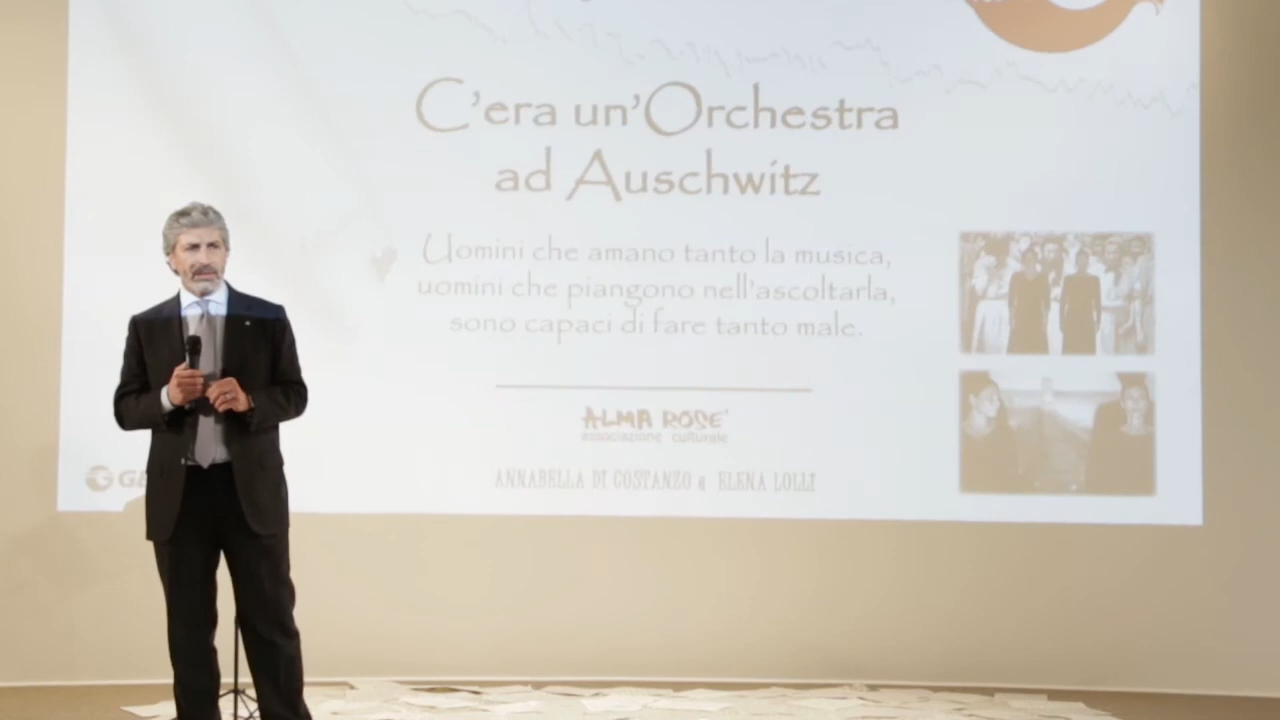 C'era un'Orchestra
ad Auschwitz
Uomini che amano tanto la musica,
uomini che piangono nell'ascoltarla,
sono capaci di fare tanto male.
ALMA ROSE'
associazione culturale
ANNABELLA DI COSTANZO e ELENA LOLLI